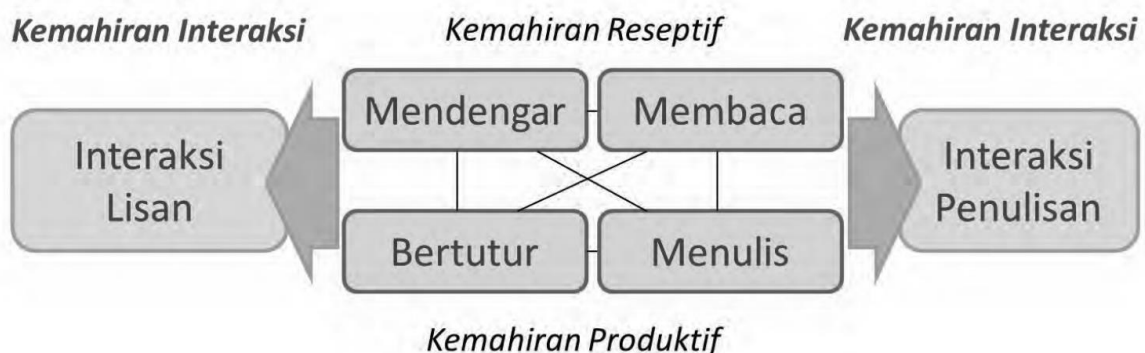 Kemahiran Interaksi
Kemahiran Reseptif
Kemahiran Interaksi
Mendengar
Membaca
Interaksi
Lisan
Interaksi
Penulisan
Bertutur
Menulis
Kemahiran Produktif